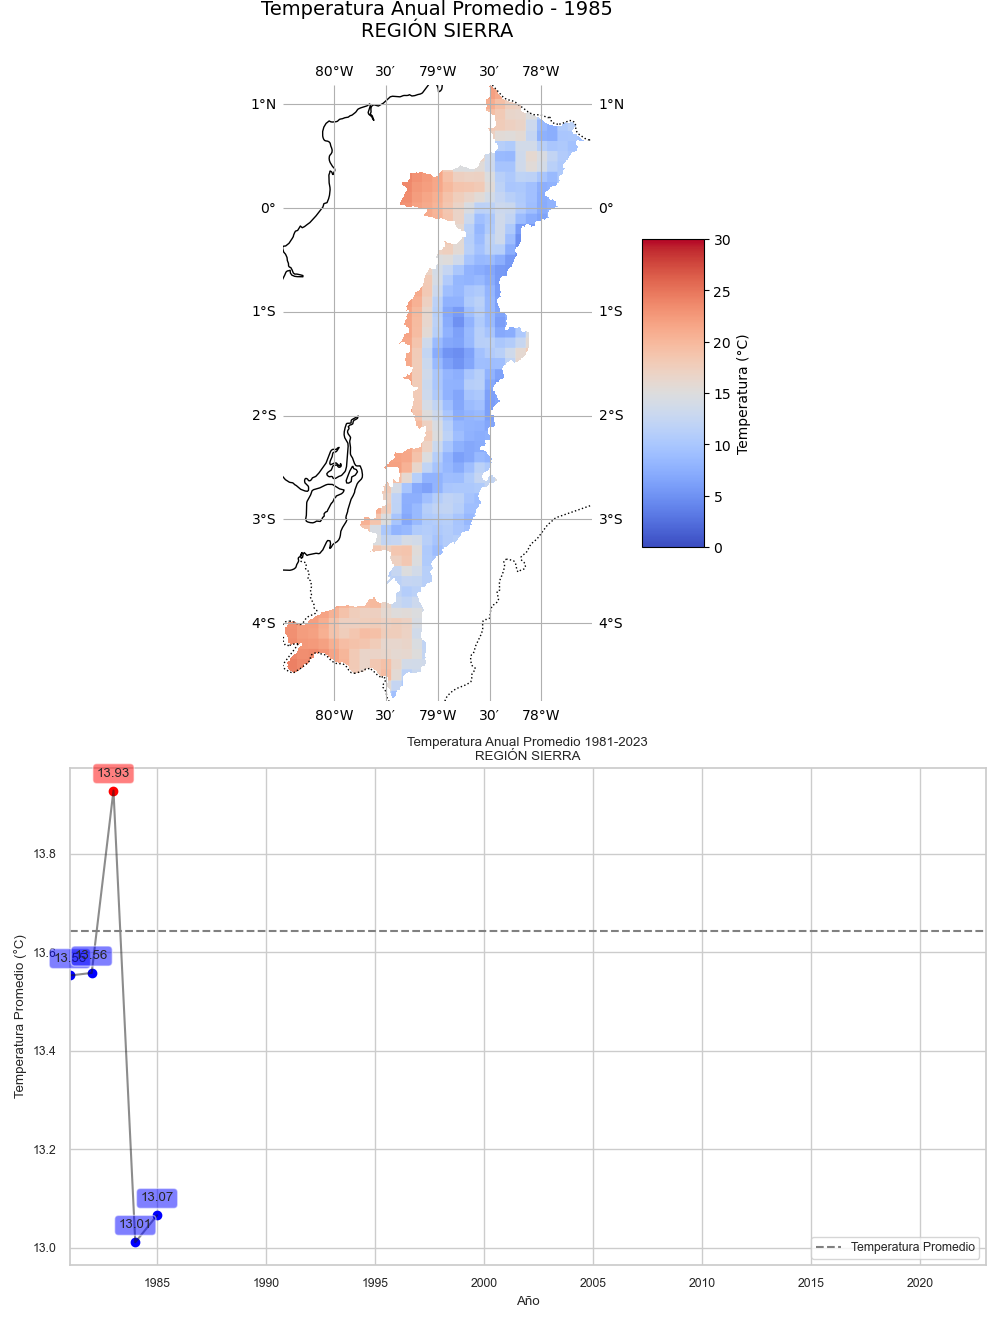 Temperatura Anual Promedio - 1985
REGIÓN SIERRA
80°W 30′ 79°W 30′ 78°W
1°N 1°N
0° 0°
1°S 1°S
2°S 2°S
3°S 3°S
4°S 4°S
80°W 30′ 79°W 30′ 78°W
30
25
20
15
10
5
0
Temperatura (°C)
Temperatura Anual Promedio 1981-2023
REGIÓN SIERRA
13.93
13.8
13.6
13.56
13.4
13.2
13.07
13.01
13.0
Temperatura Promedio (°C)
Temperatura Promedio
1985 1990 1995 2000 2005 2010 2015 2020
Año